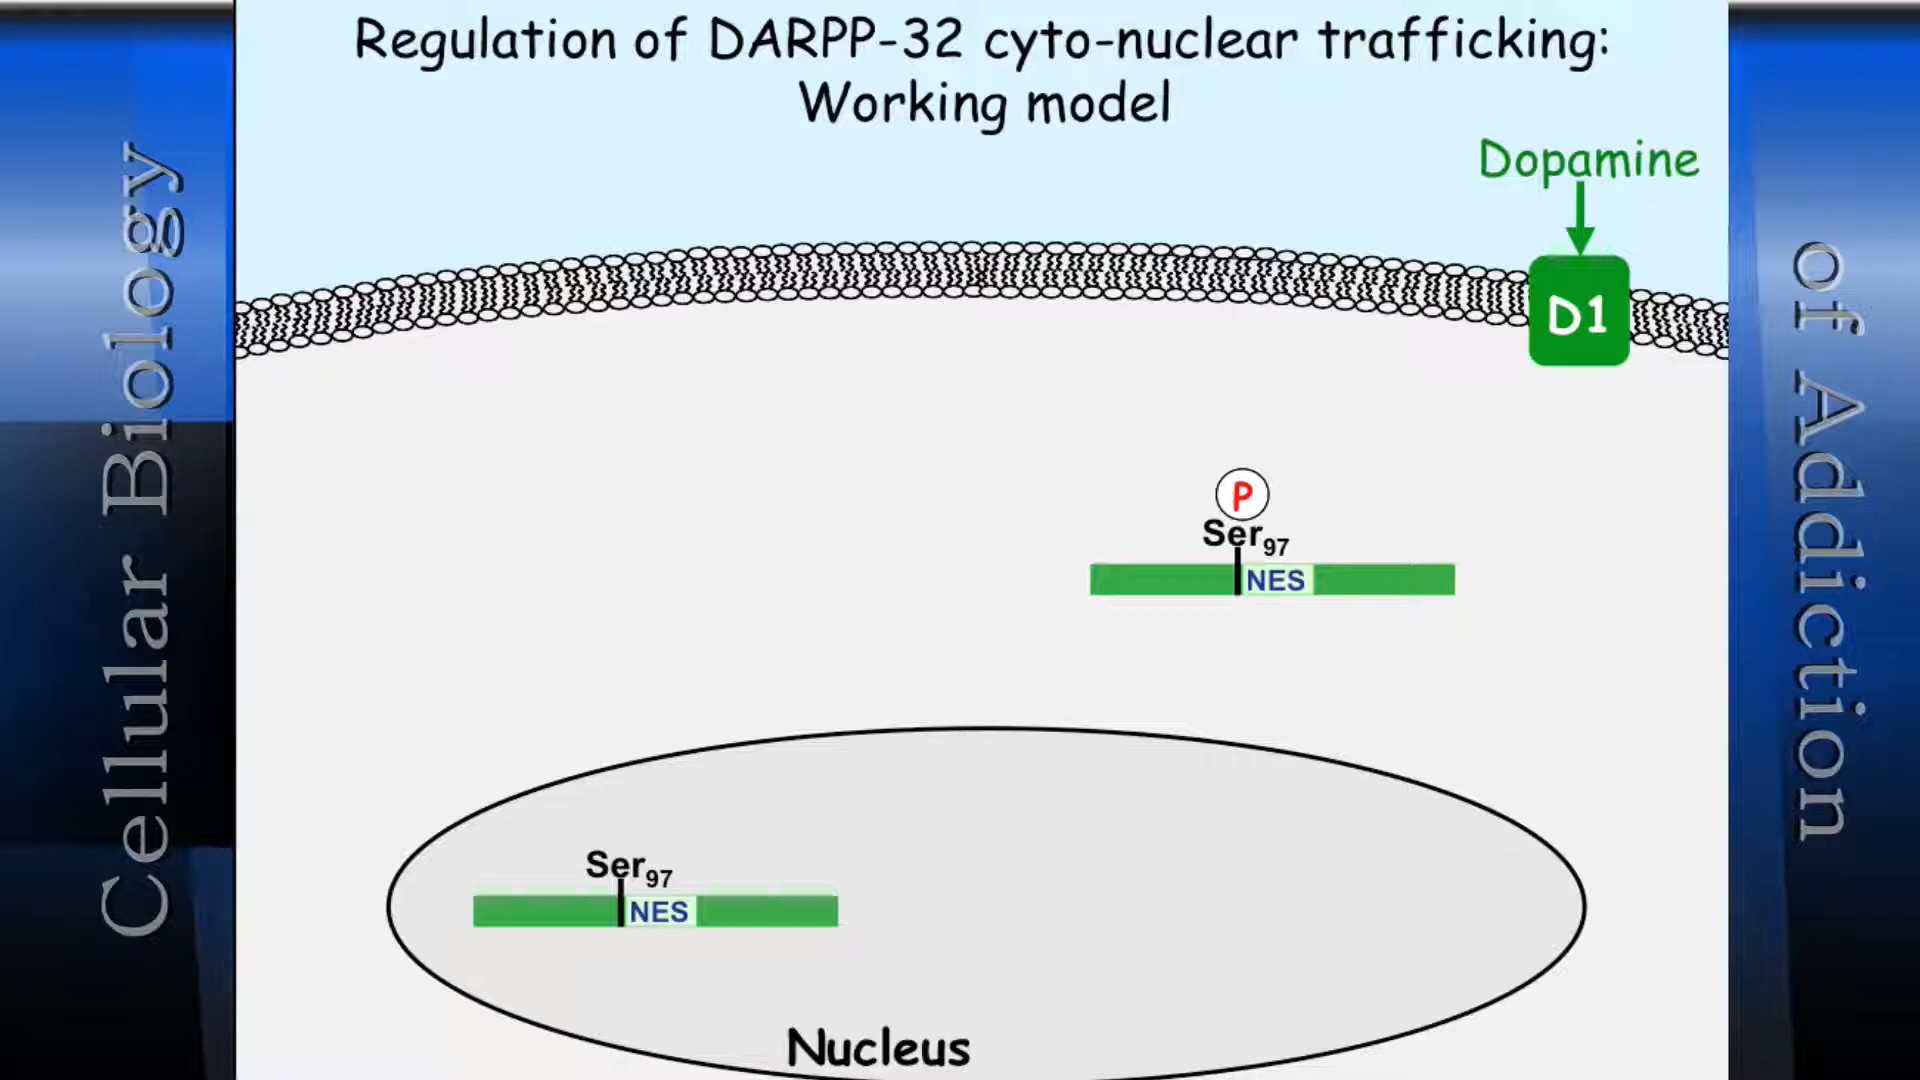 Regulation of DARPP-32 cyto-nuclear trafficking:
Working model
Dopamine
D1
P
Ser97
NES
Ser97
NES
Nucleus
Cellular Biology
of Addiction